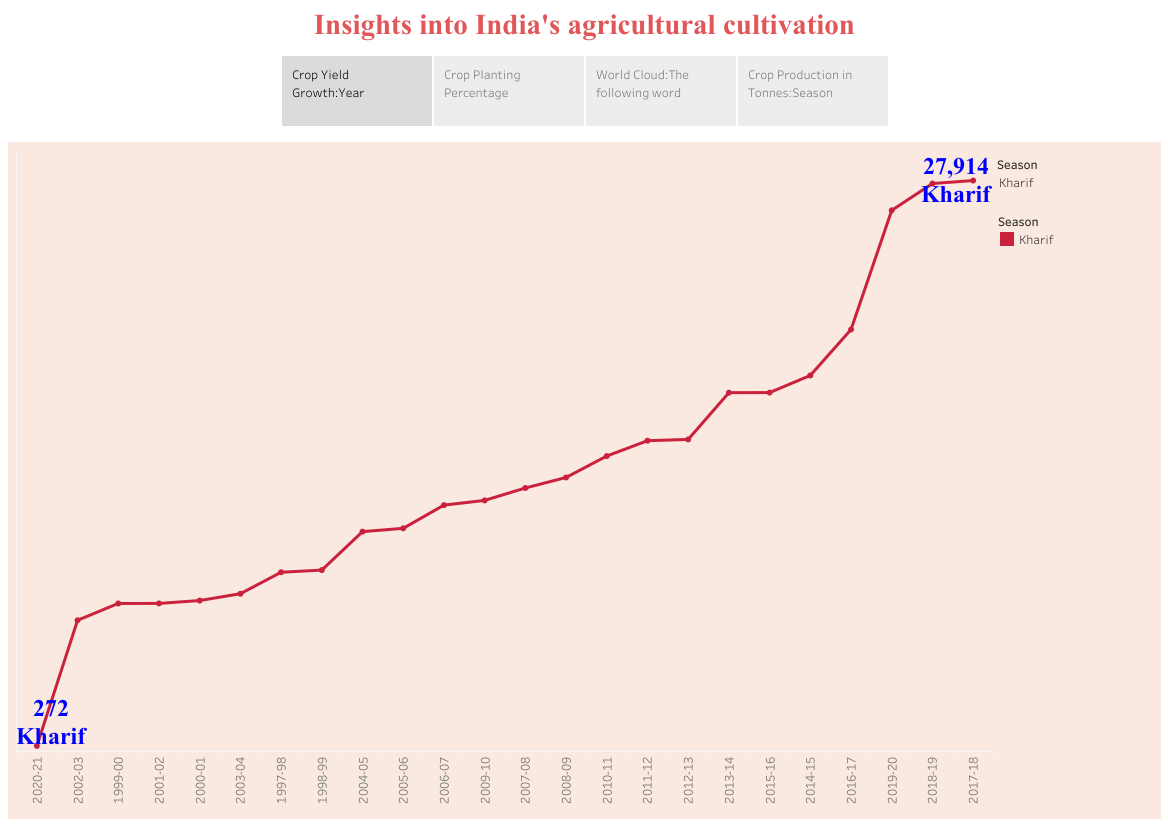 Insights into India's agricultural cultivation
Crop Yield
Growth:Year
Crop Planting
Percentage
World Cloud:The
following word
Crop Production in
Tonnes:Season
27,914
Kharif
Season
Kharif
Season
Kharif
272
Kharif
2020-21
2002-03
1999-00
2001-02
2000-01
2003-04
1997-98
1998-99
2004-05
2005-06
2006-07
2009-10
2007-08
2008-09
2010-11
2011-12
2012-13
2013-14
2015-16
2014-15
2016-17
2019-20
2018-19
2017-18